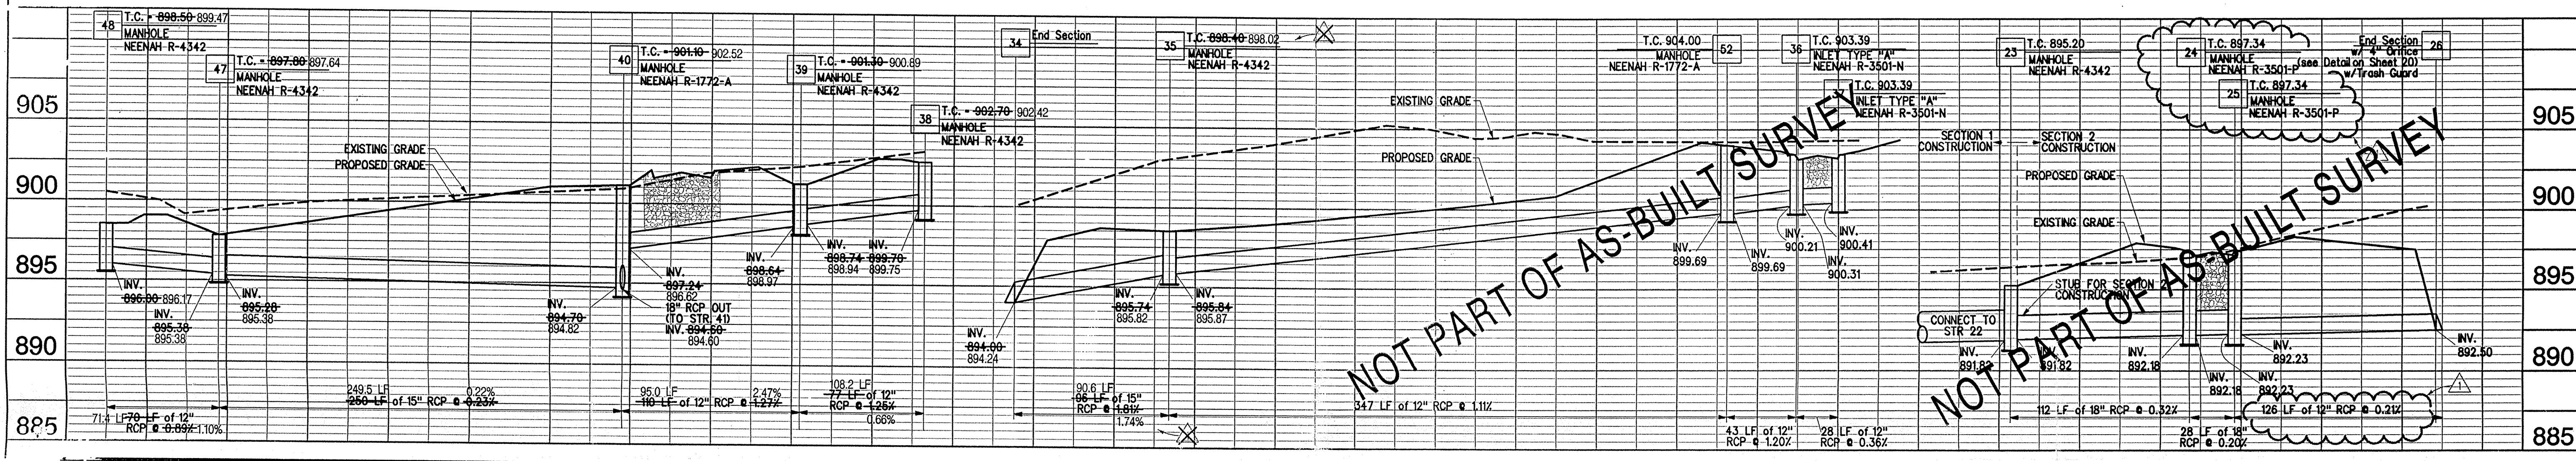 48
T.C. = 898.50 899.47
MANHOLE
NEENAH R-4342
47
T.C. = 897.80 897.64
MANHOLE
NEENAH R-4342
40
T.C. = 901.10 902.52
MANHOLE
NEENAH R-1772-A
39
T.C. = 901.30 900.89
MANHOLE
NEENAH R-4342
38
T.C. = 902.70 902.42
MANHOLE
NEENAH R-4342
34
End Section
35
T.C. 898.40 898.02
MANHOLE
NEENAH R-4342
T.C. 904.00
MANHOLE
NEENAH R-1772-A
52
36
T.C. 903.39
INLET TYPE "A"
NEENAH R-3501-N
T.C. 903.39
INLET TYPE "A"
NEENAH R-3501-N
23
T.C. 895.20
MANHOLE
NEENAH R-4342
24
T.C. 897.34
MANHOLE
NEENAH R-3501-P
25
T.C. 897.34
MANHOLE
NEENAH R-3501-P
End Section
w/ 4" Orifice
(see Detail on Sheet 20)
w/Trash Guard
26
905
900
895
890
885
905
900
895
890
885
EXISTING GRADE
PROPOSED GRADE
EXISTING GRADE
PROPOSED GRADE
SECTION 1
CONSTRUCTION
SECTION 2
CONSTRUCTION
PROPOSED GRADE
EXISTING GRADE
STUB FOR SECTION 2
CONSTRUCTION
CONNECT TO
STR 22
NOT PART OF AS-BUILT SURVEY
NOT PART OF AS-BUILT SURVEY
INV.
896.00 896.17
INV.
895.38
895.38
INV.
895.28
895.38
INV.
894.70
894.82
INV.
897.24
896.62
18" RCP OUT
(TO STR 41)
INV. 894.60
894.60
INV.
898.64
898.97
INV.
898.74
898.94
INV.
899.70
899.75
INV.
894.00
894.24
INV.
895.74
895.82
INV.
895.84
895.87
INV.
899.69
INV.
899.69
INV.
900.21
INV.
900.31
INV.
900.41
INV.
891.82
INV.
891.82
INV.
892.18
INV.
892.18
INV.
892.23
INV.
892.23
INV.
892.50
71.4 LF 70 LF of 12"
RCP @ 0.89% 1.10%
249.5 LF 0.22%
250 LF of 15" RCP @ 0.23%
95.0 LF 2.47%
110 LF of 12" RCP @ 1.27%
108.2 LF
77 LF of 12"
RCP @ 1.25%
0.66%
90.6 LF
96 LF of 15"
RCP @ 1.81%
1.74%
347 LF of 12" RCP @ 1.11%
43 LF of 12"
RCP @ 1.20%
28 LF of 12"
RCP @ 0.36%
112 LF of 18" RCP @ 0.32%
28 LF of 18"
RCP @ 0.20%
126 LF of 12" RCP @ 0.21%
1